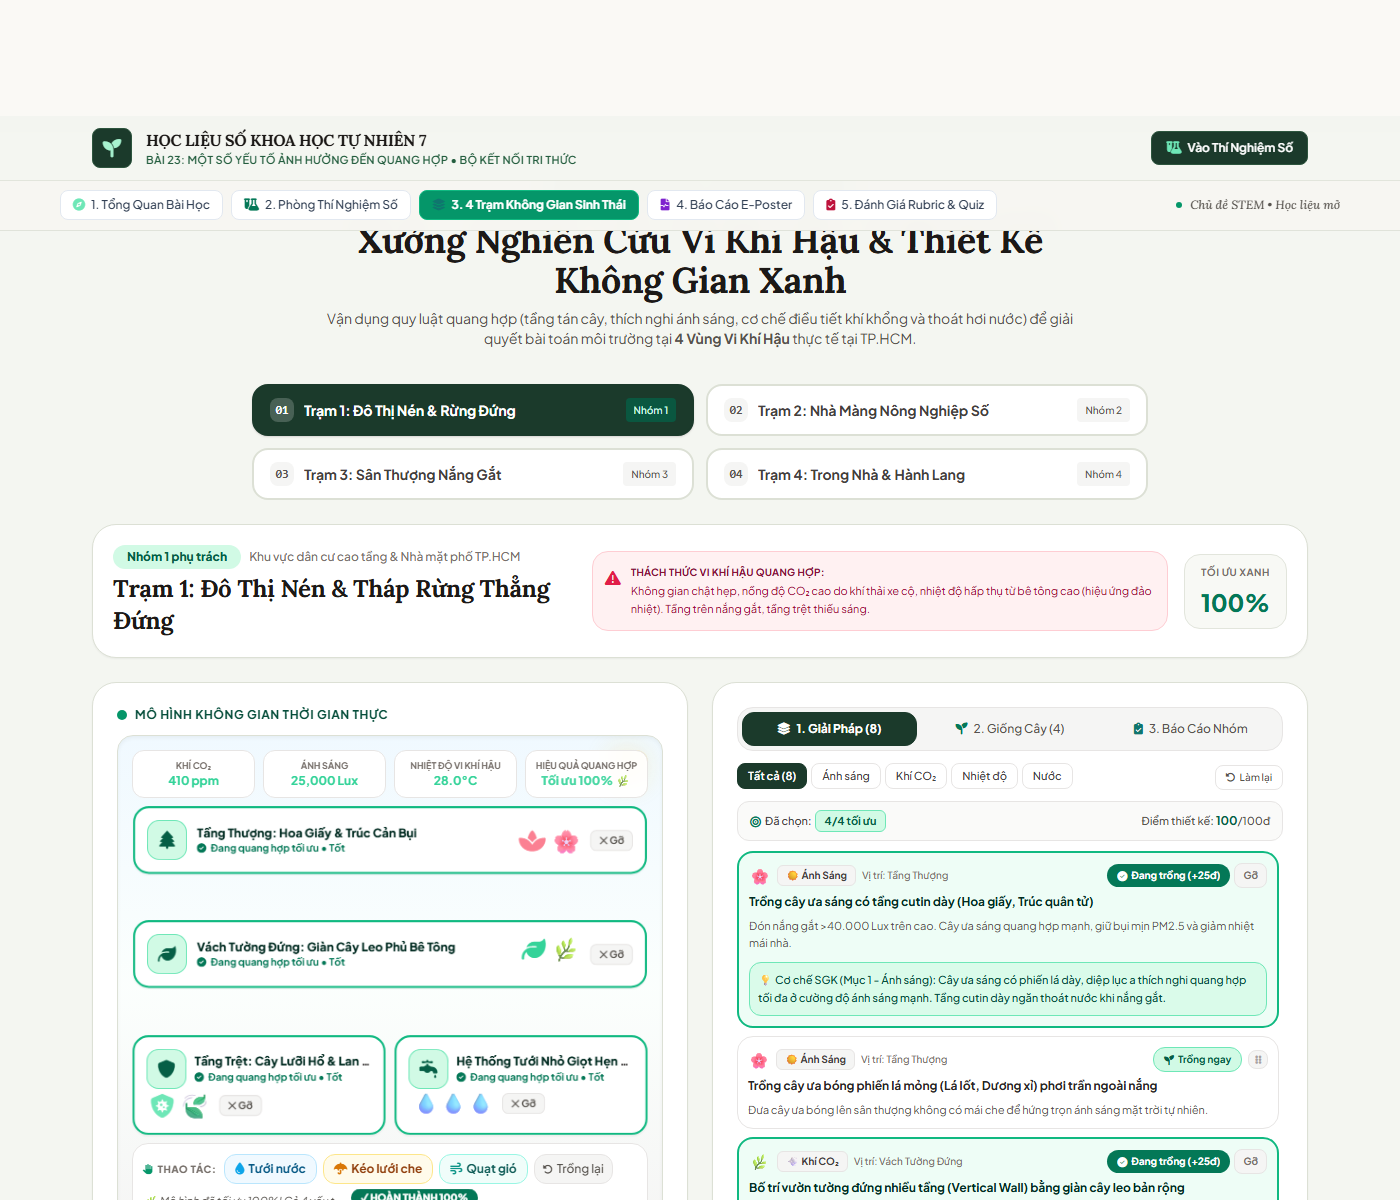 HỌC LIỆU SỐ KHOA HỌC TỰ NHIÊN 7
BÀI 23: MỘT SỐ YẾU TỐ ẢNH HƯỞNG ĐẾN QUANG HỢP • BỘ KẾT NỐI TRI THỨC
Vào Thí Nghiệm Số
1. Tổng Quan Bài Học
2. Phòng Thí Nghiệm Số
3. 4 Trạm Không Gian Sinh Thái
4. Báo Cáo E-Poster
5. Đánh Giá Rubric & Quiz
Chủ đề STEM • Học liệu mở
Xưởng Nghiên Cứu Vi Khí Hậu & Thiết Kế
Không Gian Xanh
Vận dụng quy luật quang hợp (tầng tán cây, thích nghi ánh sáng, cơ chế điều tiết khí khổng và thoát hơi nước) để giải
quyết bài toán môi trường tại 4 Vùng Vi Khí Hậu thực tế tại TP.HCM.
01 Trạm 1: Đô Thị Nén & Rừng Đứng Nhóm 1
02 Trạm 2: Nhà Màng Nông Nghiệp Số Nhóm 2
03 Trạm 3: Sân Thượng Nắng Gắt Nhóm 3
04 Trạm 4: Trong Nhà & Hành Lang Nhóm 4
Nhóm 1 phụ trách Khu vực dân cư cao tầng & Nhà mặt phố TP.HCM
Trạm 1: Đô Thị Nén & Tháp Rừng Thẳng
Đứng
THÁCH THỨC VI KHÍ HẬU QUANG HỢP:
Không gian chật hẹp, nồng độ CO₂ cao do khí thải xe cộ, nhiệt độ hấp thụ từ bê tông cao (hiệu ứng đảo
nhiệt). Tầng trên nắng gắt, tầng trệt thiếu sáng.
TỐI ƯU XANH
100%
MÔ HÌNH KHÔNG GIAN THỜI GIAN THỰC
KHÍ CO₂
410 ppm
ÁNH SÁNG
25,000 Lux
NHIỆT ĐỘ VI KHÍ HẬU
28.0°C
HIỆU QUẢ QUANG HỢP
Tối ưu 100%
Tầng Thượng: Hoa Giấy & Trúc Cản Bụi
Đang quang hợp tối ưu • Tốt
Gỡ
Vách Tường Đứng: Giàn Cây Leo Phủ Bê Tông
Đang quang hợp tối ưu • Tốt
Gỡ
Tầng Trệt: Cây Lưỡi Hổ & Lan ...
Đang quang hợp tối ưu • Tốt
Gỡ
Hệ Thống Tưới Nhỏ Giọt Hẹn ...
Đang quang hợp tối ưu • Tốt
Gỡ
THAO TÁC: Tưới nước Kéo lưới che Quạt gió Trồng lại
✓ HOÀN THÀNH 100%
1. Giải Pháp (8)
2. Giống Cây (4)
3. Báo Cáo Nhóm
Tất cả (8) Ánh sáng Khí CO₂ Nhiệt độ Nước Làm lại
Đã chọn: 4/4 tối ưu Điểm thiết kế: 100/100đ
Ánh Sáng Vị trí: Tầng Thượng Đang trồng (+25đ) Gỡ
Trồng cây ưa sáng có tầng cutin dày (Hoa giấy, Trúc quân tử)
Đón nắng gắt >40.000 Lux trên cao. Cây ưa sáng quang hợp mạnh, giữ bụi mịn PM2.5 và giảm nhiệt
mái nhà.
Cơ chế SGK (Mục 1 - Ánh sáng): Cây ưa sáng có phiến lá dày, diệp lục a thích nghi quang hợp
tối đa ở cường độ ánh sáng mạnh. Tầng cutin dày ngăn thoát nước khi nắng gắt.
Ánh Sáng Vị trí: Tầng Thượng Trồng ngay
Trồng cây ưa bóng phiến lá mỏng (Lá lốt, Dương xỉ) phơi trần ngoài nắng
Đưa cây ưa bóng lên sân thượng không có mái che để hứng trọn ánh sáng mặt trời tự nhiên.
Khí CO₂ Vị trí: Vách Tường Đứng Đang trồng (+25đ) Gỡ
Bố trí vườn tường đứng nhiều tầng (Vertical Wall) bằng giàn cây leo bản rộng